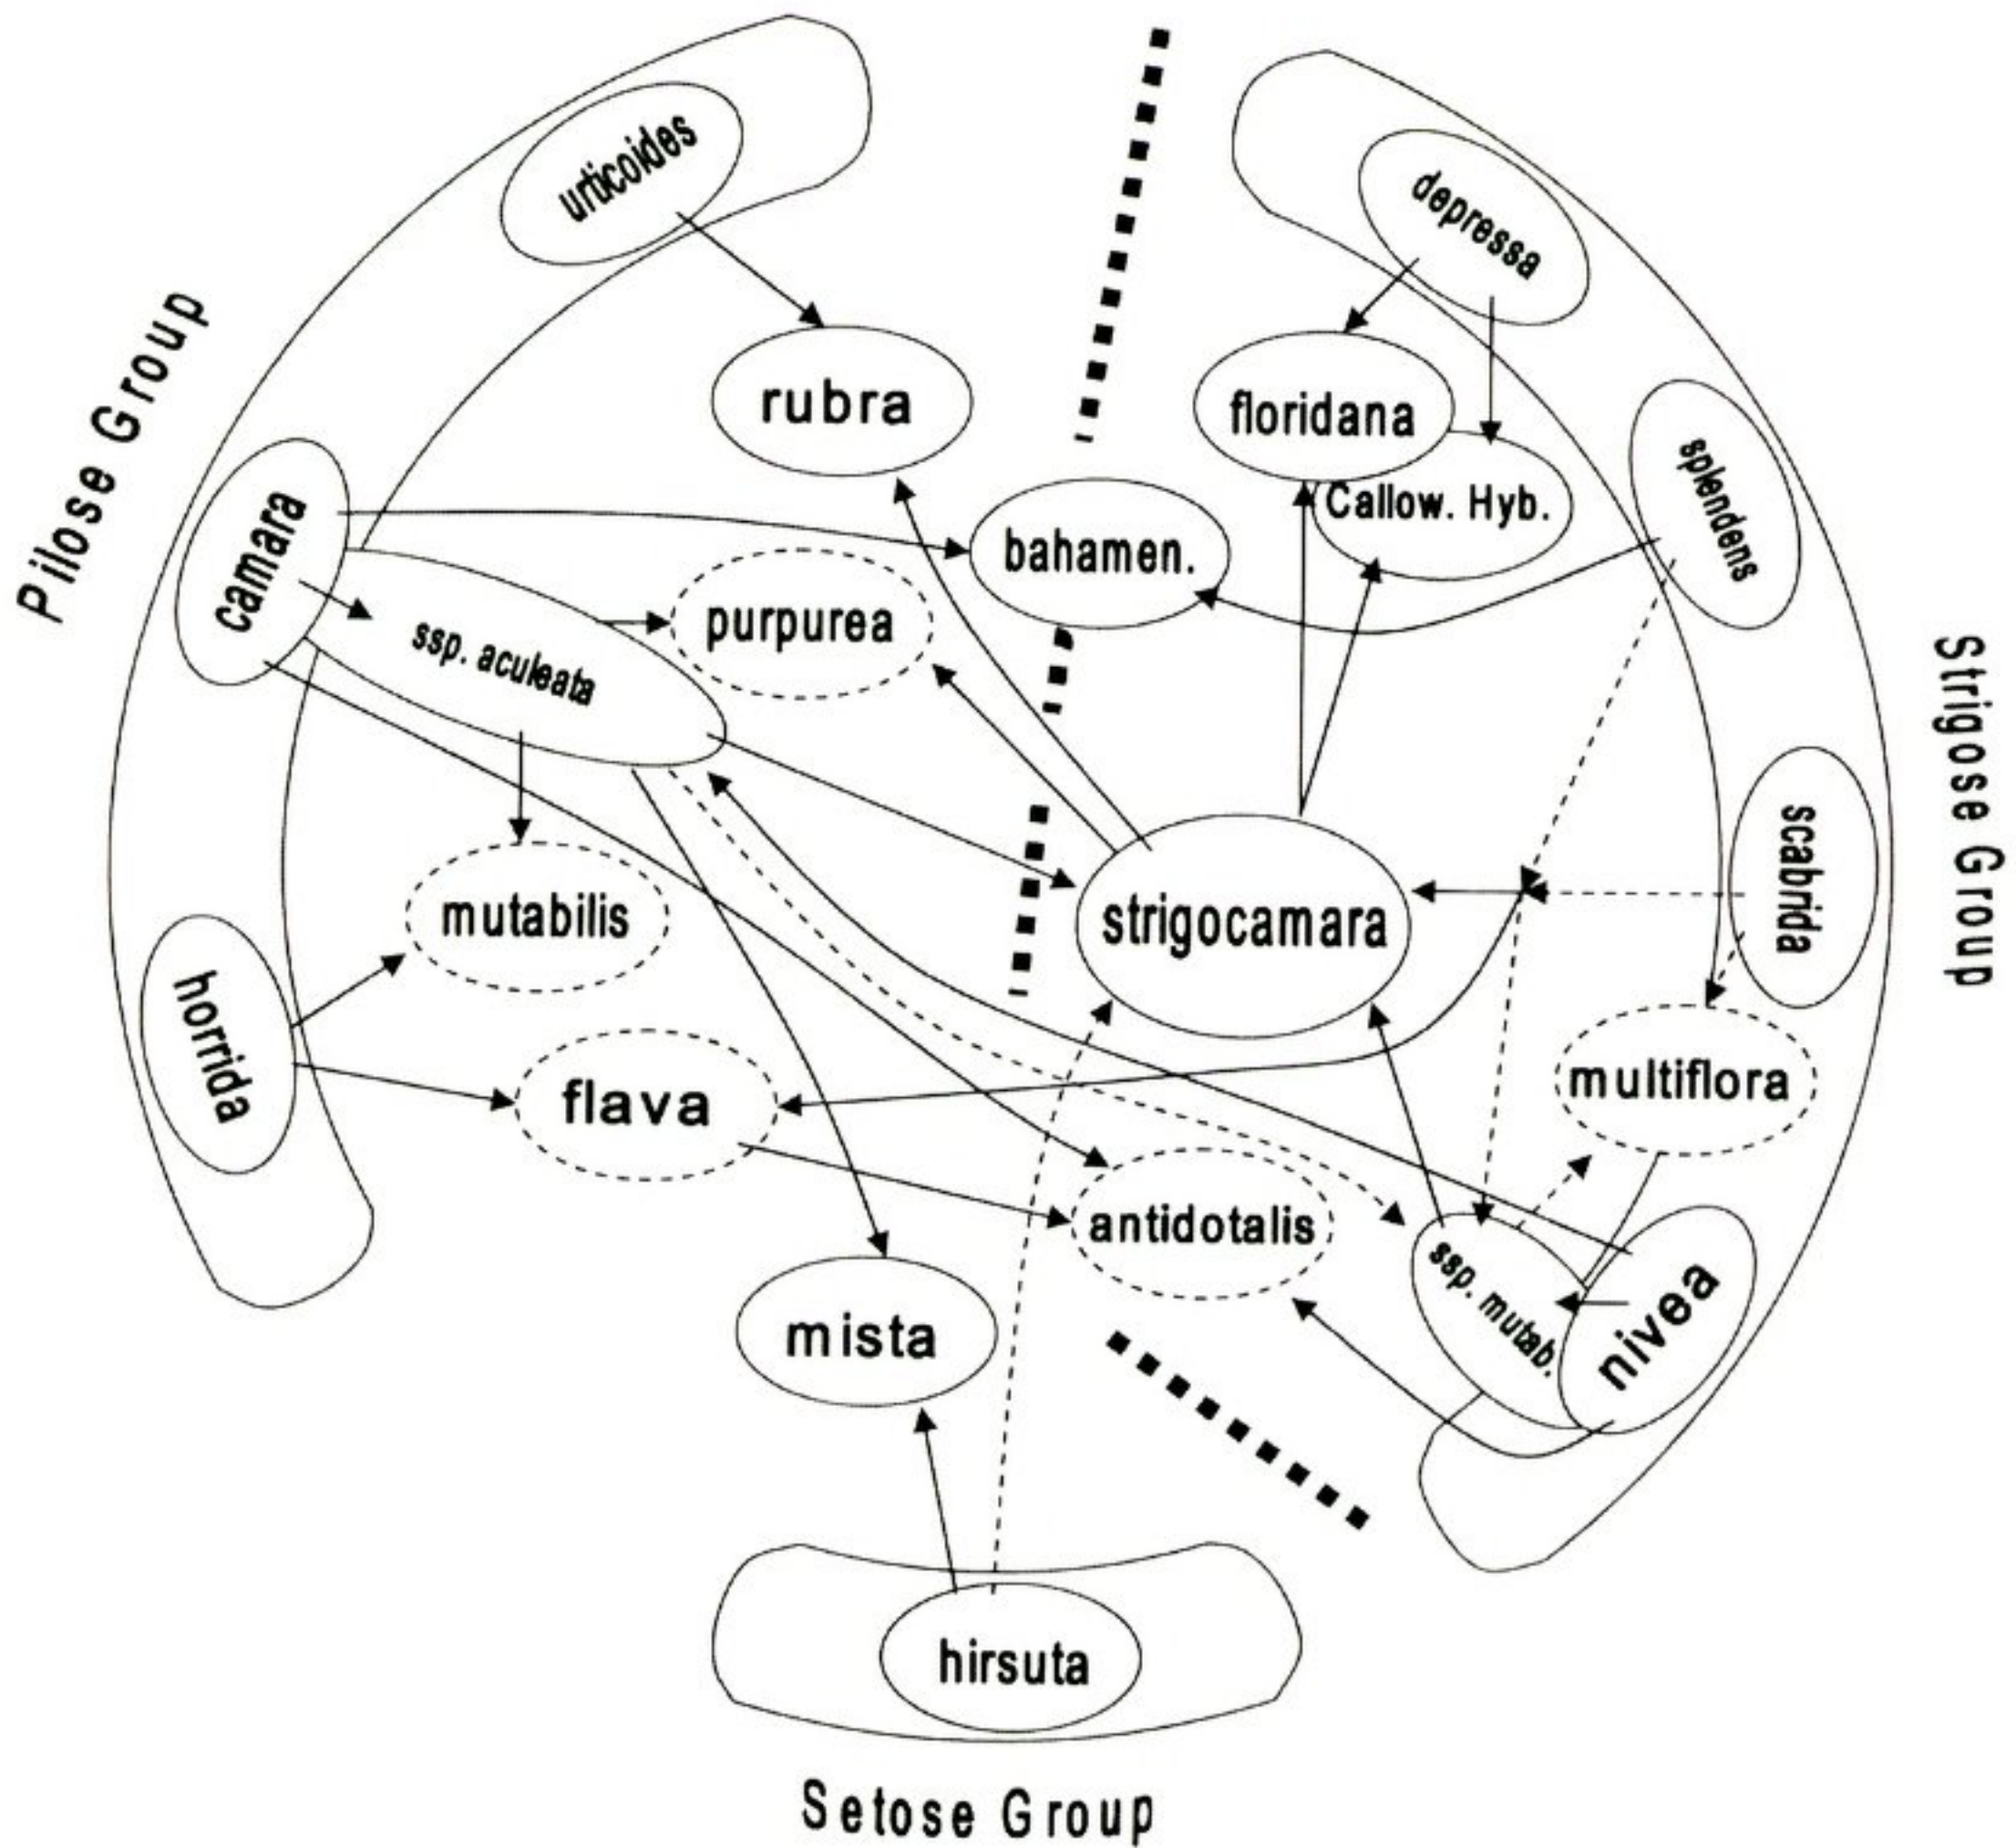 urticoides
depressa
Pilose Group
rubra
floridana
splendens
camara
Callow. Hyb.
bahamen.
purpurea
ssp. aculeata
Strigose Group
scabrida
mutabilis
strigocamara
horrida
flava
multiflora
antidotalis
ssp. mutab.
nivea
mista
hirsuta
Setose Group